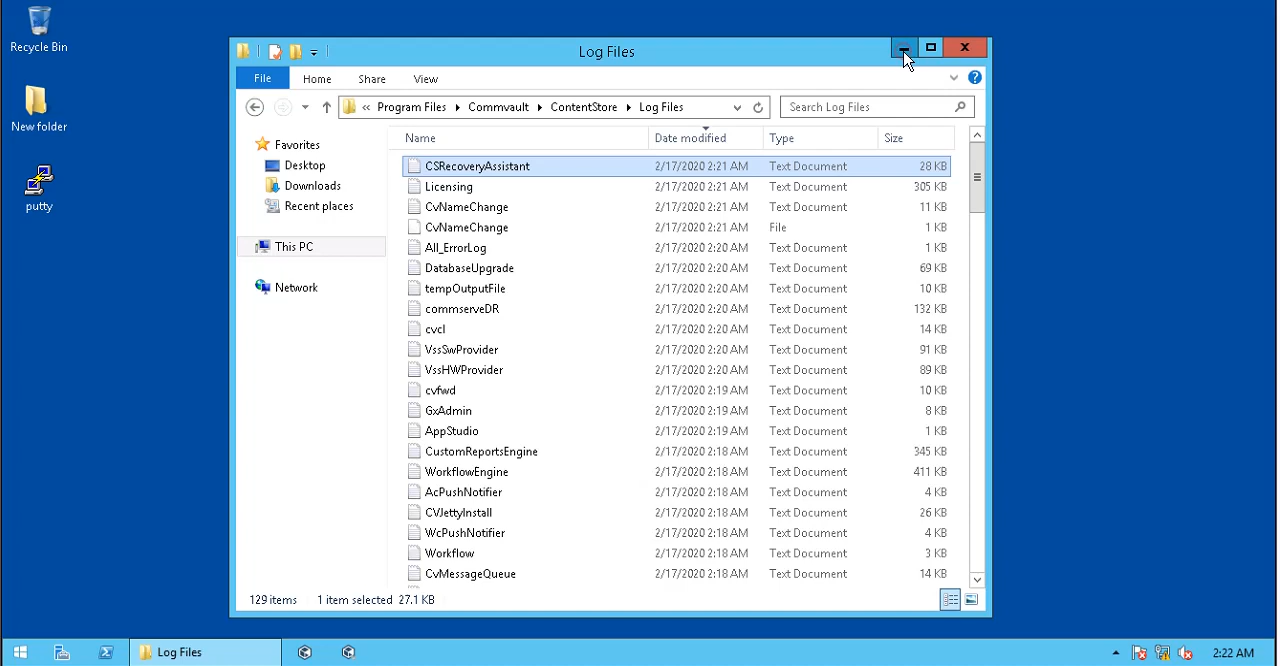 Recycle Bin
New folder
putty
Log Files
File Home Share View
« Program Files Commvault ContentStore Log Files
Search Log Files
Favorites
Desktop
Downloads
Recent places
This PC
Network
Name Date modified Type Size
CSRecoveryAssistant 2/17/2020 2:21 AM Text Document 28 KB
Licensing 2/17/2020 2:21 AM Text Document 305 KB
CvNameChange 2/17/2020 2:21 AM Text Document 11 KB
CvNameChange 2/17/2020 2:21 AM File 1 KB
All_ErrorLog 2/17/2020 2:20 AM Text Document 1 KB
DatabaseUpgrade 2/17/2020 2:20 AM Text Document 69 KB
tempOutputFile 2/17/2020 2:20 AM Text Document 10 KB
commserveDR 2/17/2020 2:20 AM Text Document 132 KB
cvcl 2/17/2020 2:20 AM Text Document 14 KB
VssSwProvider 2/17/2020 2:20 AM Text Document 91 KB
VssHWProvider 2/17/2020 2:20 AM Text Document 89 KB
cvfwd 2/17/2020 2:19 AM Text Document 10 KB
GxAdmin 2/17/2020 2:19 AM Text Document 8 KB
AppStudio 2/17/2020 2:19 AM Text Document 1 KB
CustomReportsEngine 2/17/2020 2:18 AM Text Document 345 KB
WorkflowEngine 2/17/2020 2:18 AM Text Document 411 KB
AcPushNotifier 2/17/2020 2:18 AM Text Document 4 KB
CVJettyInstall 2/17/2020 2:18 AM Text Document 26 KB
WcPushNotifier 2/17/2020 2:18 AM Text Document 4 KB
Workflow 2/17/2020 2:18 AM Text Document 3 KB
CvMessageQueue 2/17/2020 2:18 AM Text Document 14 KB
129 items 1 item selected 27.1 KB
Log Files
2:22 AM